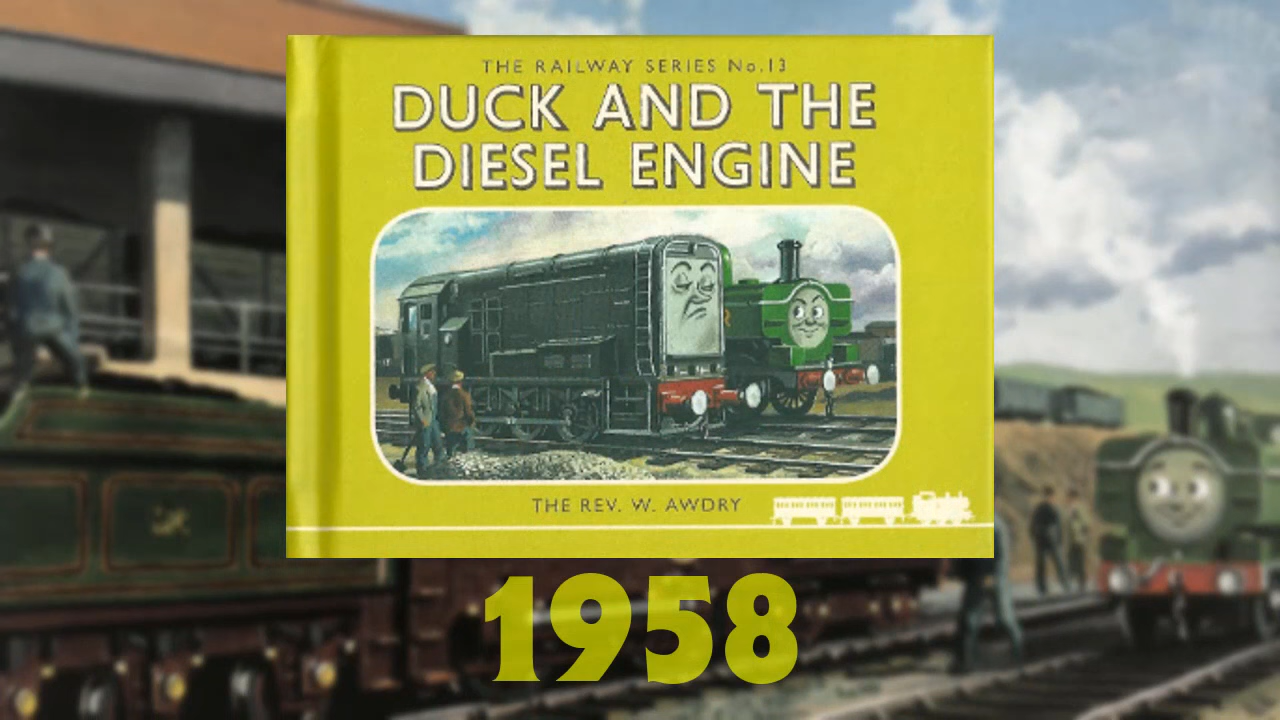 THE RAILWAY SERIES No.13
DUCK AND THE
DIESEL ENGINE
THE REV. W. AWDRY
1958